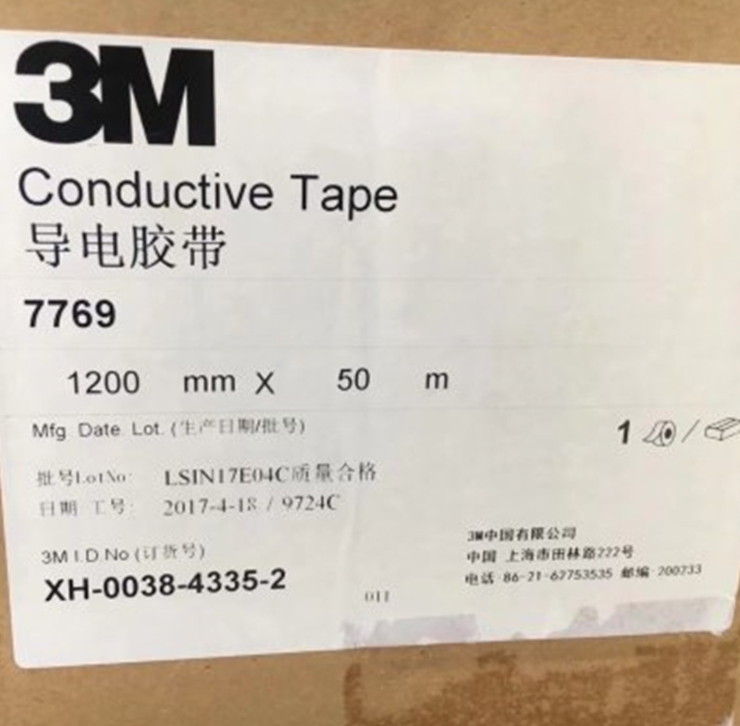 3M
Conductive Tape
导电胶带
7769
1200 mm X 50 m
Mfg Date. Lot. (生产日期/批号)
1 /
批号LotNo: LSIN17E04C质量合格
日期 工号: 2017-4-18 / 9724C
3M I.D.No (订货号)
XH-0038-4335-2
011
3M中国有限公司
中国 上海市田林路222号
电话·86-21-62753535 邮编·200233